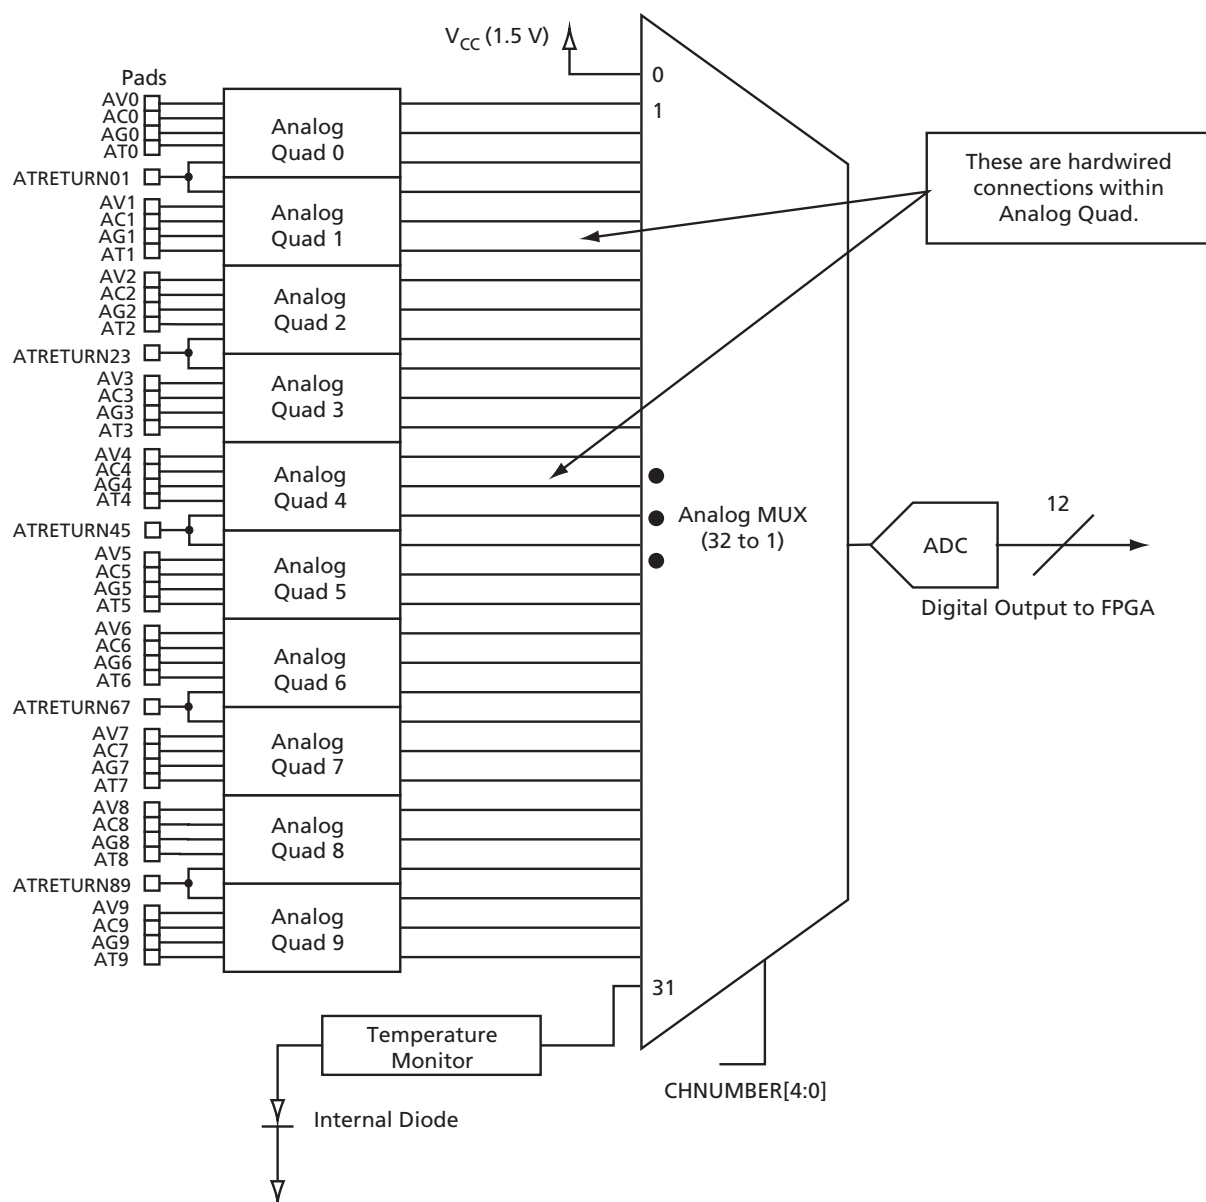 V_CC (1.5 V)
Pads
0
1
AV0
AC0
AG0
AT0
Analog
Quad 0
ATRETURN01
AV1
AC1
AG1
AT1
Analog
Quad 1
These are hardwired
connections within
Analog Quad.
AV2
AC2
AG2
AT2
Analog
Quad 2
ATRETURN23
AV3
AC3
AG3
AT3
Analog
Quad 3
AV4
AC4
AG4
AT4
Analog
Quad 4
ATRETURN45
Analog MUX
(32 to 1)
ADC
12
Digital Output to FPGA
AV5
AC5
AG5
AT5
Analog
Quad 5
AV6
AC6
AG6
AT6
Analog
Quad 6
ATRETURN67
AV7
AC7
AG7
AT7
Analog
Quad 7
AV8
AC8
AG8
AT8
Analog
Quad 8
ATRETURN89
AV9
AC9
AG9
AT9
Analog
Quad 9
31
Temperature
Monitor
CHNUMBER[4:0]
Internal Diode